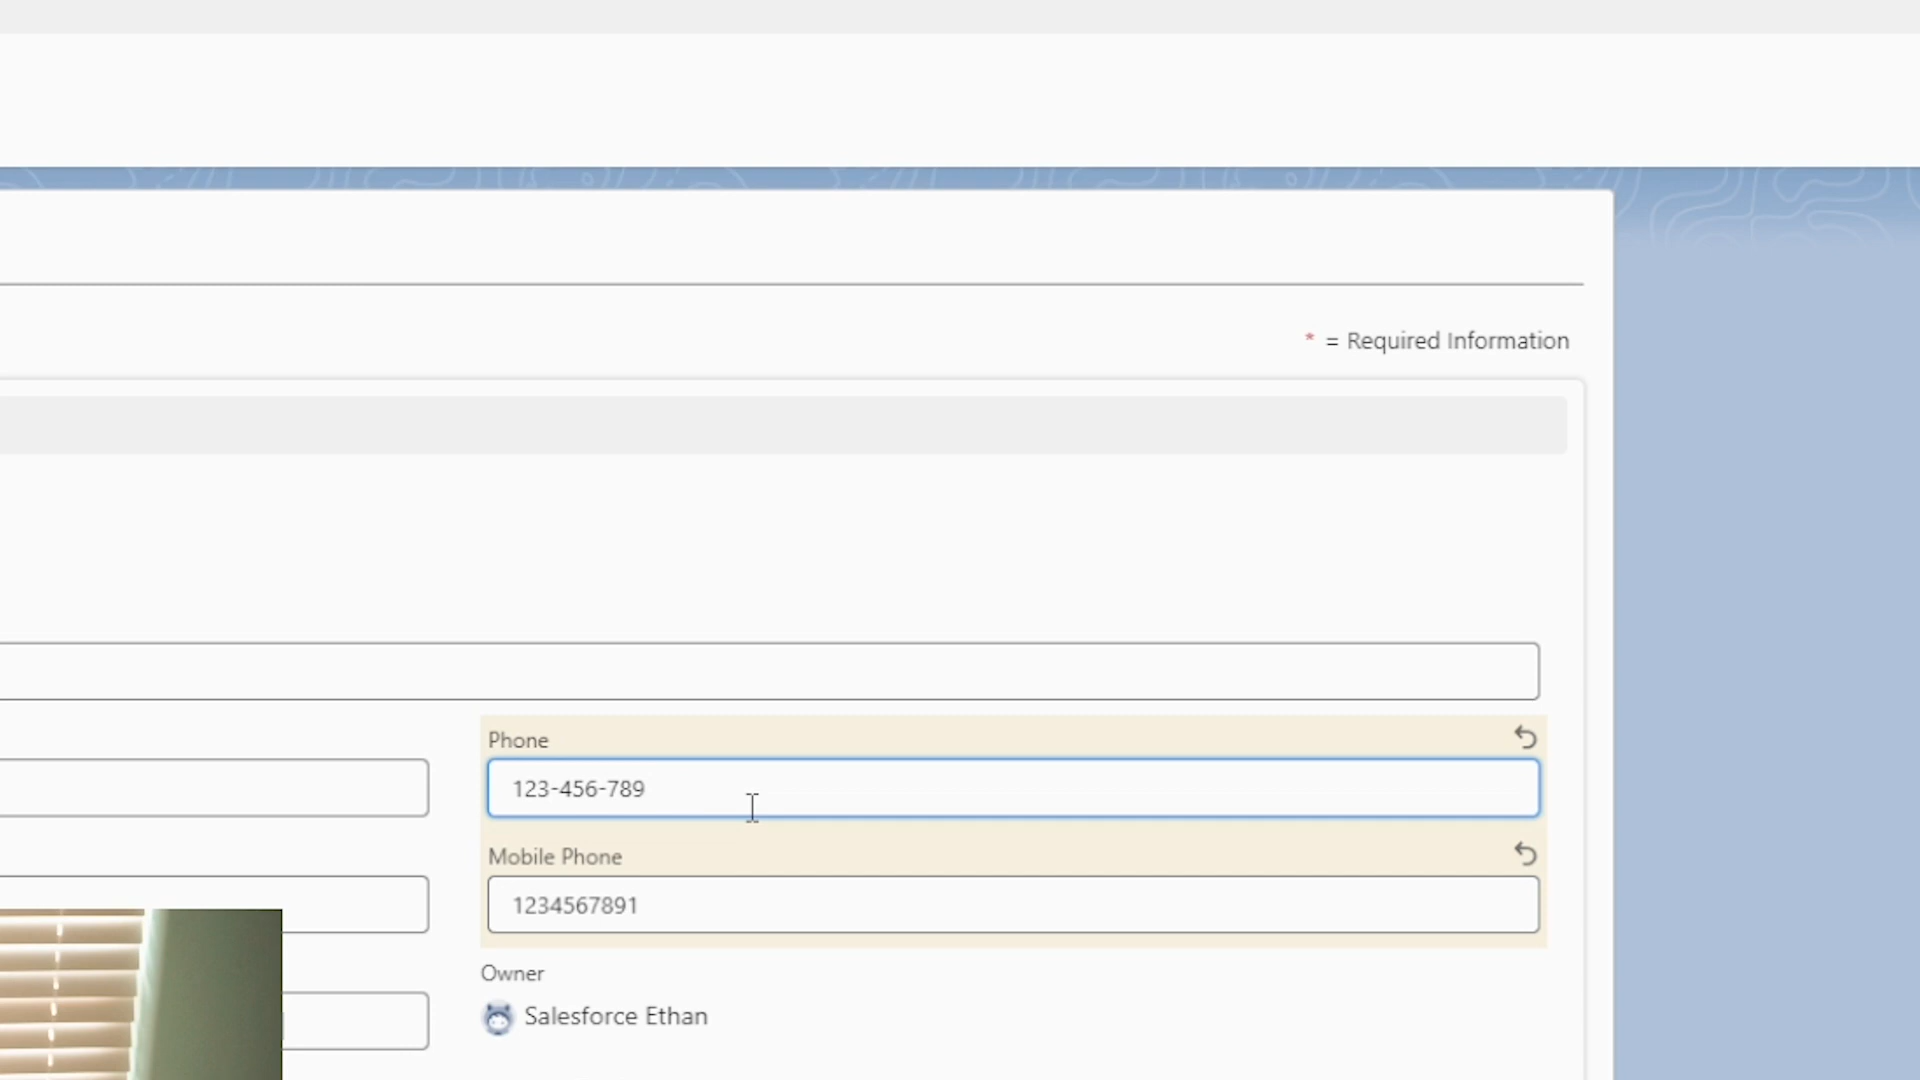 * = Required Information
Phone
123-456-789
Mobile Phone
1234567891
Owner
Salesforce Ethan